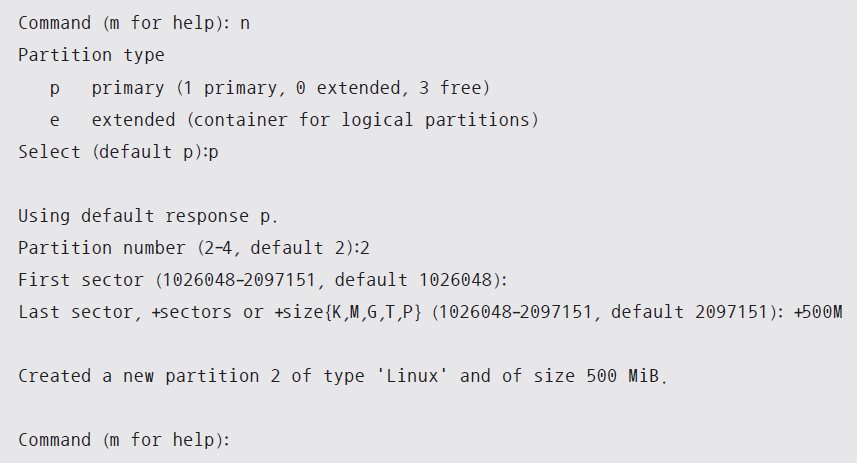 Command (m for help): n
Partition type
p primary (1 primary, 0 extended, 3 free)
e extended (container for logical partitions)
Select (default p):p
Using default response p.
Partition number (2-4, default 2):2
First sector (1026048-2097151, default 1026048):
Last sector, +sectors or +size{K,M,G,T,P} (1026048-2097151, default 2097151): +500M
Created a new partition 2 of type 'Linux' and of size 500 MiB.
Command (m for help):